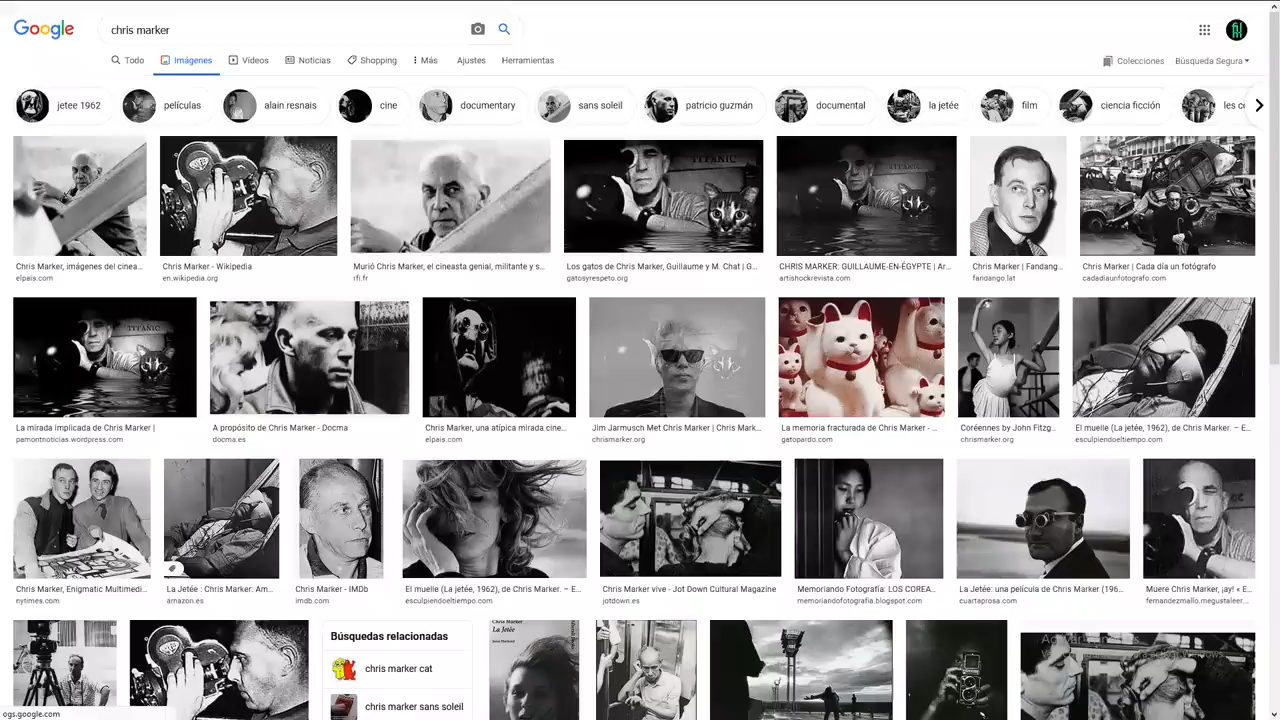 Google
chris marker
Todo
Imágenes
Vídeos
Noticias
Shopping
Más
Ajustes
Herramientas
Colecciones
Búsqueda Segura
jetee 1962
películas
alain resnais
cine
documentary
sans soleil
patricio guzmán
documental
la jetée
film
ciencia ficción
les c
TITANIC
TITANIC
Chris Marker, imágenes del cinea...
elpais.com
Chris Marker - Wikipedia
en.wikipedia.org
Murió Chris Marker, el cineasta genial, militante y s...
rfi.fr
Los gatos de Chris Marker, Guillaume y M. Chat | G...
gatosyrespeto.org
CHRIS MARKER: GUILLAUME-EN-ÉGYPTE | Ar...
artishockrevista.com
Chris Marker | Fandang...
fandango.lat
Chris Marker | Cada día un fotógrafo
cadadiaunfotografo.com
TITANIC
La mirada implicada de Chris Marker |
pamontnoticias.wordpress.com
A propósito de Chris Marker - Docma
docma.es
Chris Marker, una atípica mirada cine...
elpais.com
Jim Jarmusch Met Chris Marker | Chris Mark...
chrismarker.org
La memoria fracturada de Chris Marker - ...
gatopardo.com
Coréennes by John Fitzg...
chrismarker.org
El muelle (La jetée, 1962), de Chris Marker. – E...
esculpiendoeltiempo.com
Chris Marker, Enigmatic Multimedi...
nytimes.com
La Jetée : Chris Marker: Am...
amazon.es
Chris Marker - IMDb
imdb.com
El muelle (La jetée, 1962), de Chris Marker. – E...
esculpiendoeltiempo.com
Chris Marker vive - Jot Down Cultural Magazine
jotdown.es
Memoriando Fotografía: LOS COREA...
memoriandofotografia.blogspot.com
La Jetée: una película de Chris Marker (196...
cuartaprosa.com
Muere Chris Marker, ¡ay! « E...
fernandezmallo.megustaleer...
Búsquedas relacionadas
chris marker cat
chris marker sans soleil
Chris Marker
La Jetée
ogs.google.com